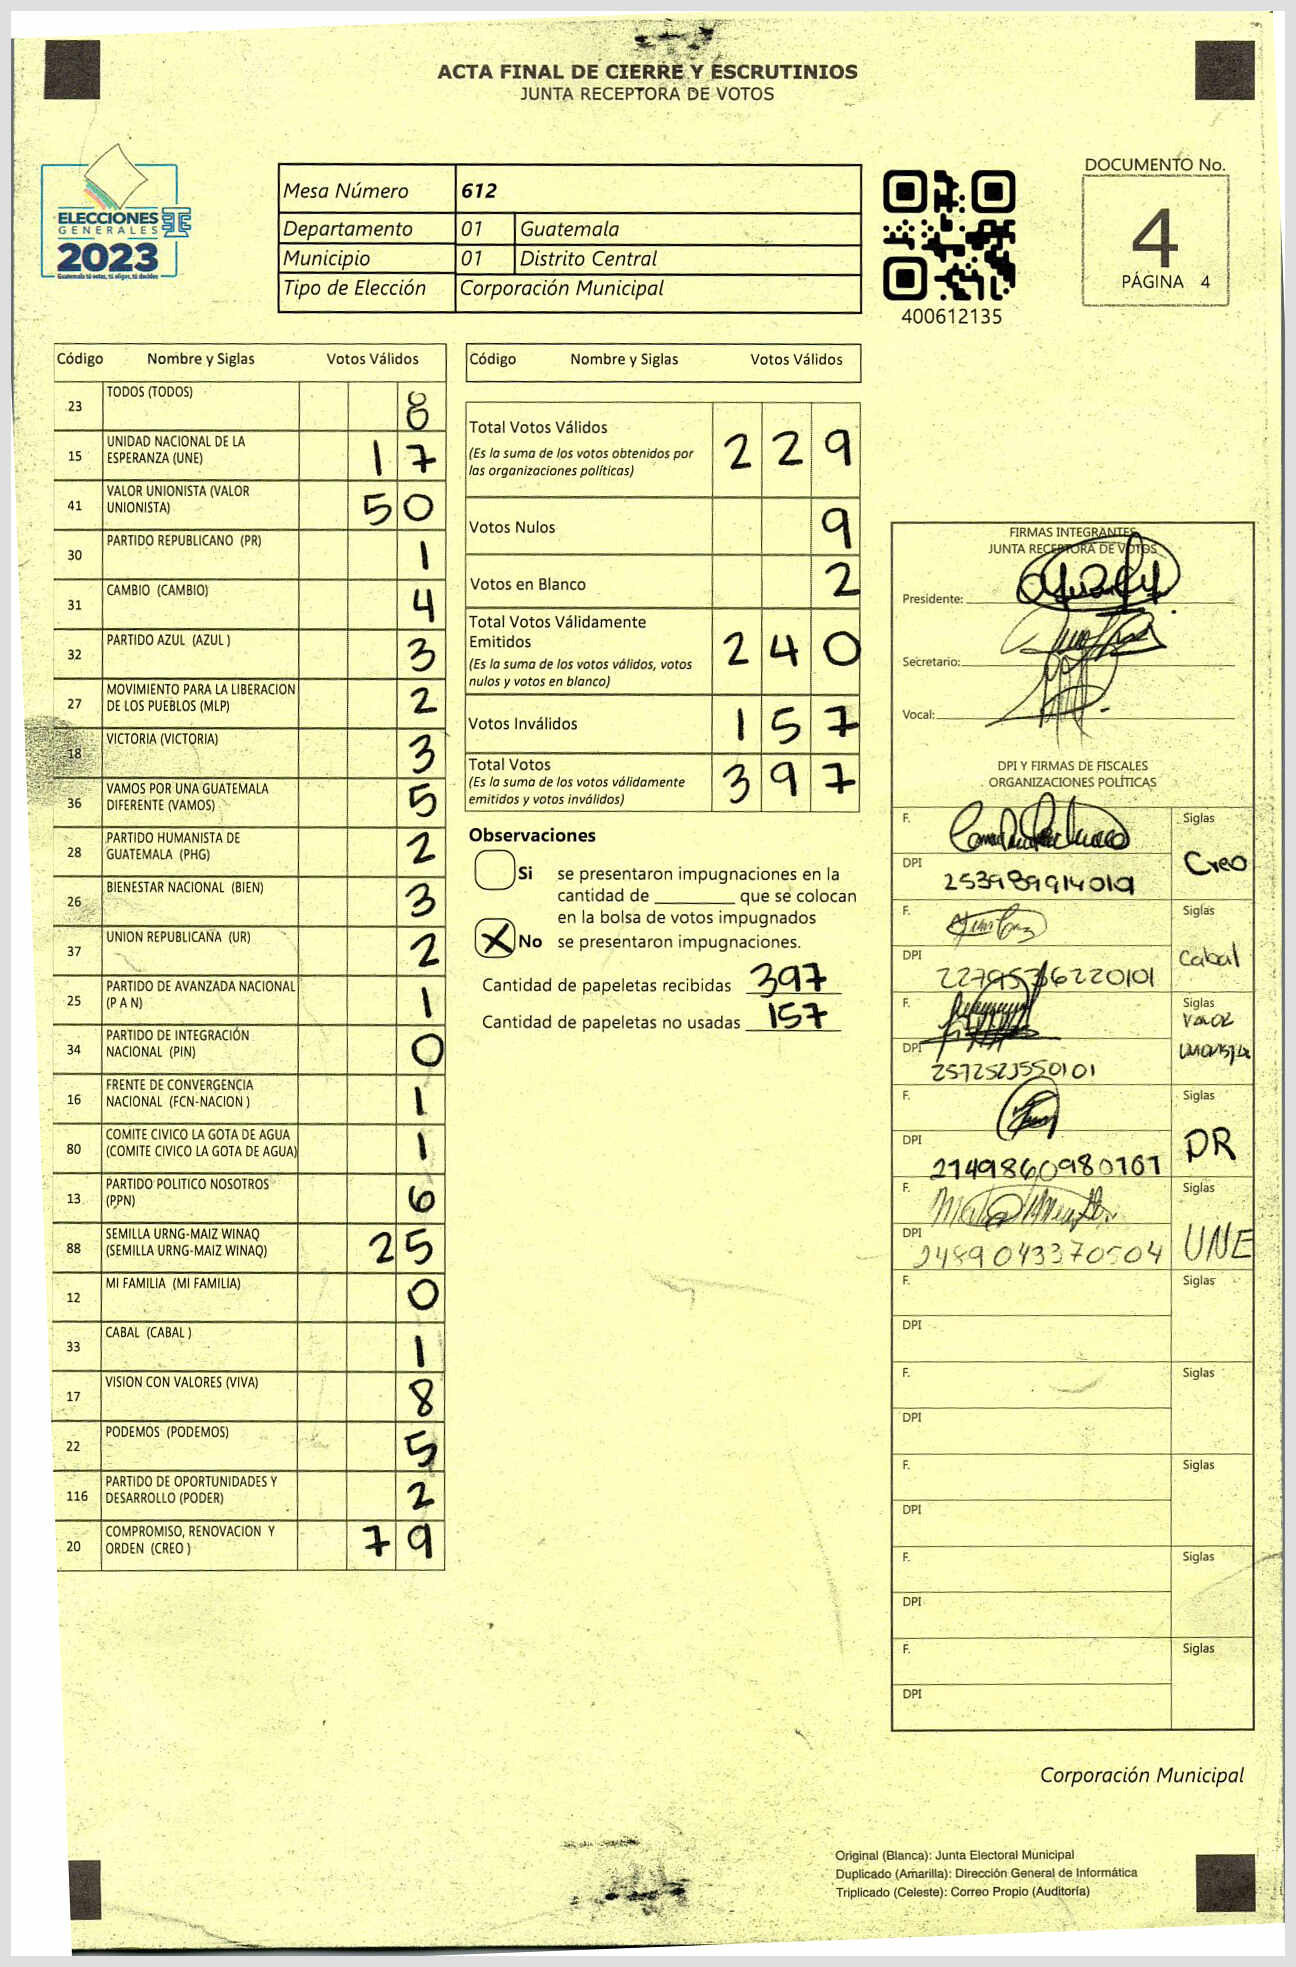 ACTA FINAL DE CIERRE Y ESCRUTINIOS
JUNTA RECEPTORA DE VOTOS
ELECCIONES
GENERALES
2023
Guatemala tú votas, tú eliges, tú decides
Mesa Número 612
Departamento 01 Guatemala
Municipio 01 Distrito Central
Tipo de Elección Corporación Municipal
400612135
DOCUMENTO No.
4
PÁGINA 4
Código Nombre y Siglas Votos Válidos
23 TODOS (TODOS) 8
15 UNIDAD NACIONAL DE LA
ESPERANZA (UNE) 17
41 VALOR UNIONISTA (VALOR
UNIONISTA) 50
30 PARTIDO REPUBLICANO (PR) 1
31 CAMBIO (CAMBIO) 4
32 PARTIDO AZUL (AZUL ) 3
27 MOVIMIENTO PARA LA LIBERACION
DE LOS PUEBLOS (MLP) 2
18 VICTORIA (VICTORIA) 3
36 VAMOS POR UNA GUATEMALA
DIFERENTE (VAMOS) 5
28 PARTIDO HUMANISTA DE
GUATEMALA (PHG) 2
26 BIENESTAR NACIONAL (BIEN) 3
37 UNION REPUBLICANA (UR) 2
25 PARTIDO DE AVANZADA NACIONAL
(P A N) 1
34 PARTIDO DE INTEGRACIÓN
NACIONAL (PIN) 0
16 FRENTE DE CONVERGENCIA
NACIONAL (FCN-NACION ) 1
80 COMITE CIVICO LA GOTA DE AGUA
(COMITE CIVICO LA GOTA DE AGUA) 1
13 PARTIDO POLITICO NOSOTROS
(PPN) 6
88 SEMILLA URNG-MAIZ WINAQ
(SEMILLA URNG-MAIZ WINAQ) 25
12 MI FAMILIA (MI FAMILIA) 0
33 CABAL (CABAL ) 1
17 VISION CON VALORES (VIVA) 8
22 PODEMOS (PODEMOS) 5
116 PARTIDO DE OPORTUNIDADES Y
DESARROLLO (PODER) 2
20 COMPROMISO, RENOVACION Y
ORDEN (CREO ) 79
Código Nombre y Siglas Votos Válidos
Total Votos Válidos 229
(Es la suma de los votos obtenidos por
las organizaciones políticas)
Votos Nulos 9
Votos en Blanco 2
Total Votos Válidamente
Emitidos 240
(Es la suma de los votos válidos, votos
nulos y votos en blanco)
Votos Inválidos 157
Total Votos 397
(Es la suma de los votos válidamente
emitidos y votos inválidos)
Observaciones
Si se presentaron impugnaciones en la
cantidad de ________ que se colocan
en la bolsa de votos impugnados
X No se presentaron impugnaciones.
Cantidad de papeletas recibidas 397
Cantidad de papeletas no usadas 157
FIRMAS INTEGRANTES
JUNTA RECEPTORA DE VOTOS
Presidente:
Secretario:
Vocal:
DPI Y FIRMAS DE FISCALES
ORGANIZACIONES POLÍTICAS
F. Siglas
Creo
DPI 2539899140101
F. Siglas
Cabal
DPI 2279536220101
F. Siglas
VALOR
UNIONISTA
DPI 2572523550101
F. Siglas
PR
DPI 2149860980101
F. Siglas
UNE
DPI 2489043370504
F. Siglas
DPI
F. Siglas
DPI
F. Siglas
DPI
F. Siglas
DPI
F. Siglas
DPI
Corporación Municipal
Original (Blanca): Junta Electoral Municipal
Duplicado (Amarilla): Dirección General de Informática
Triplicado (Celeste): Correo Propio (Auditoría)